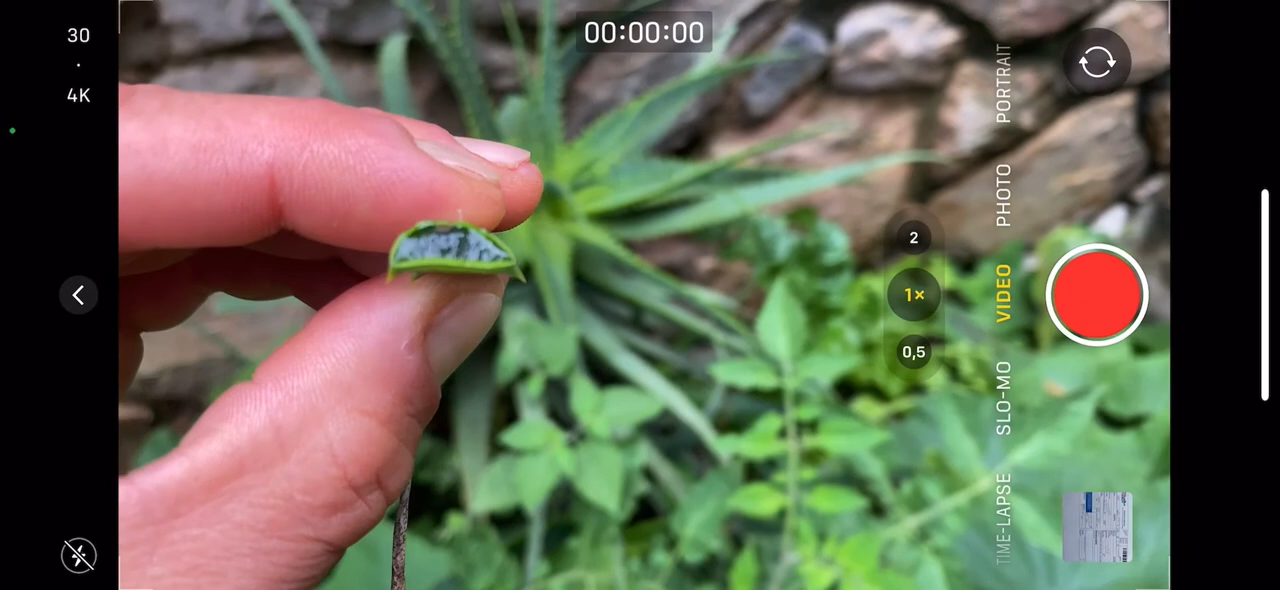 30
4K
00:00:00
PORTRAIT
PHOTO
VIDEO
SLO-MO
TIME-LAPSE
2
1×
0,5